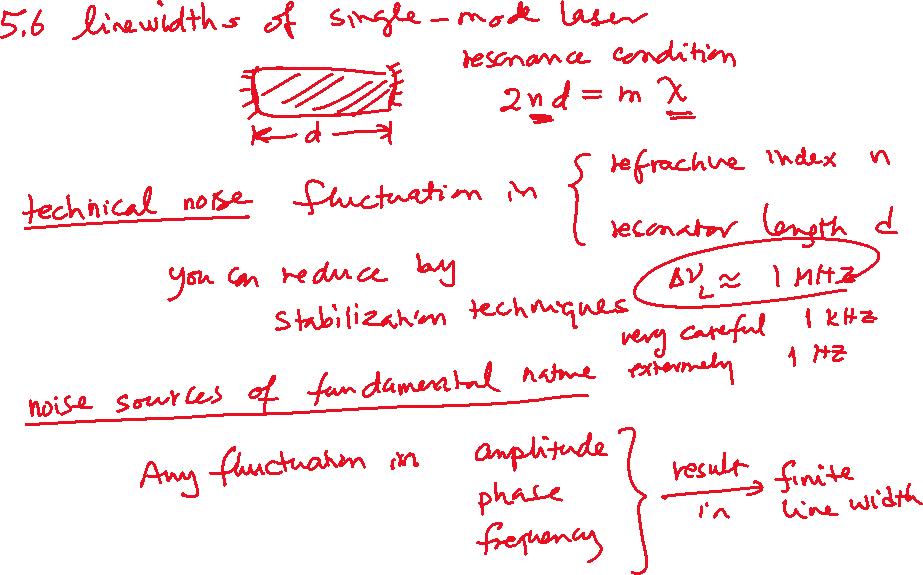 5.6 linewidths of single-mode laser
resonance condition
2nd = m λ
d
technical noise fluctuation in { refractive index n
resonator length d
you can reduce by
stabilization techniques
Δν_L ≈ 1 MHz
very careful 1 kHz
extermely 1 Hz
noise sources of fundamental nature
Any fluctuation in amplitude
phase
frequency
result in → finite
line width